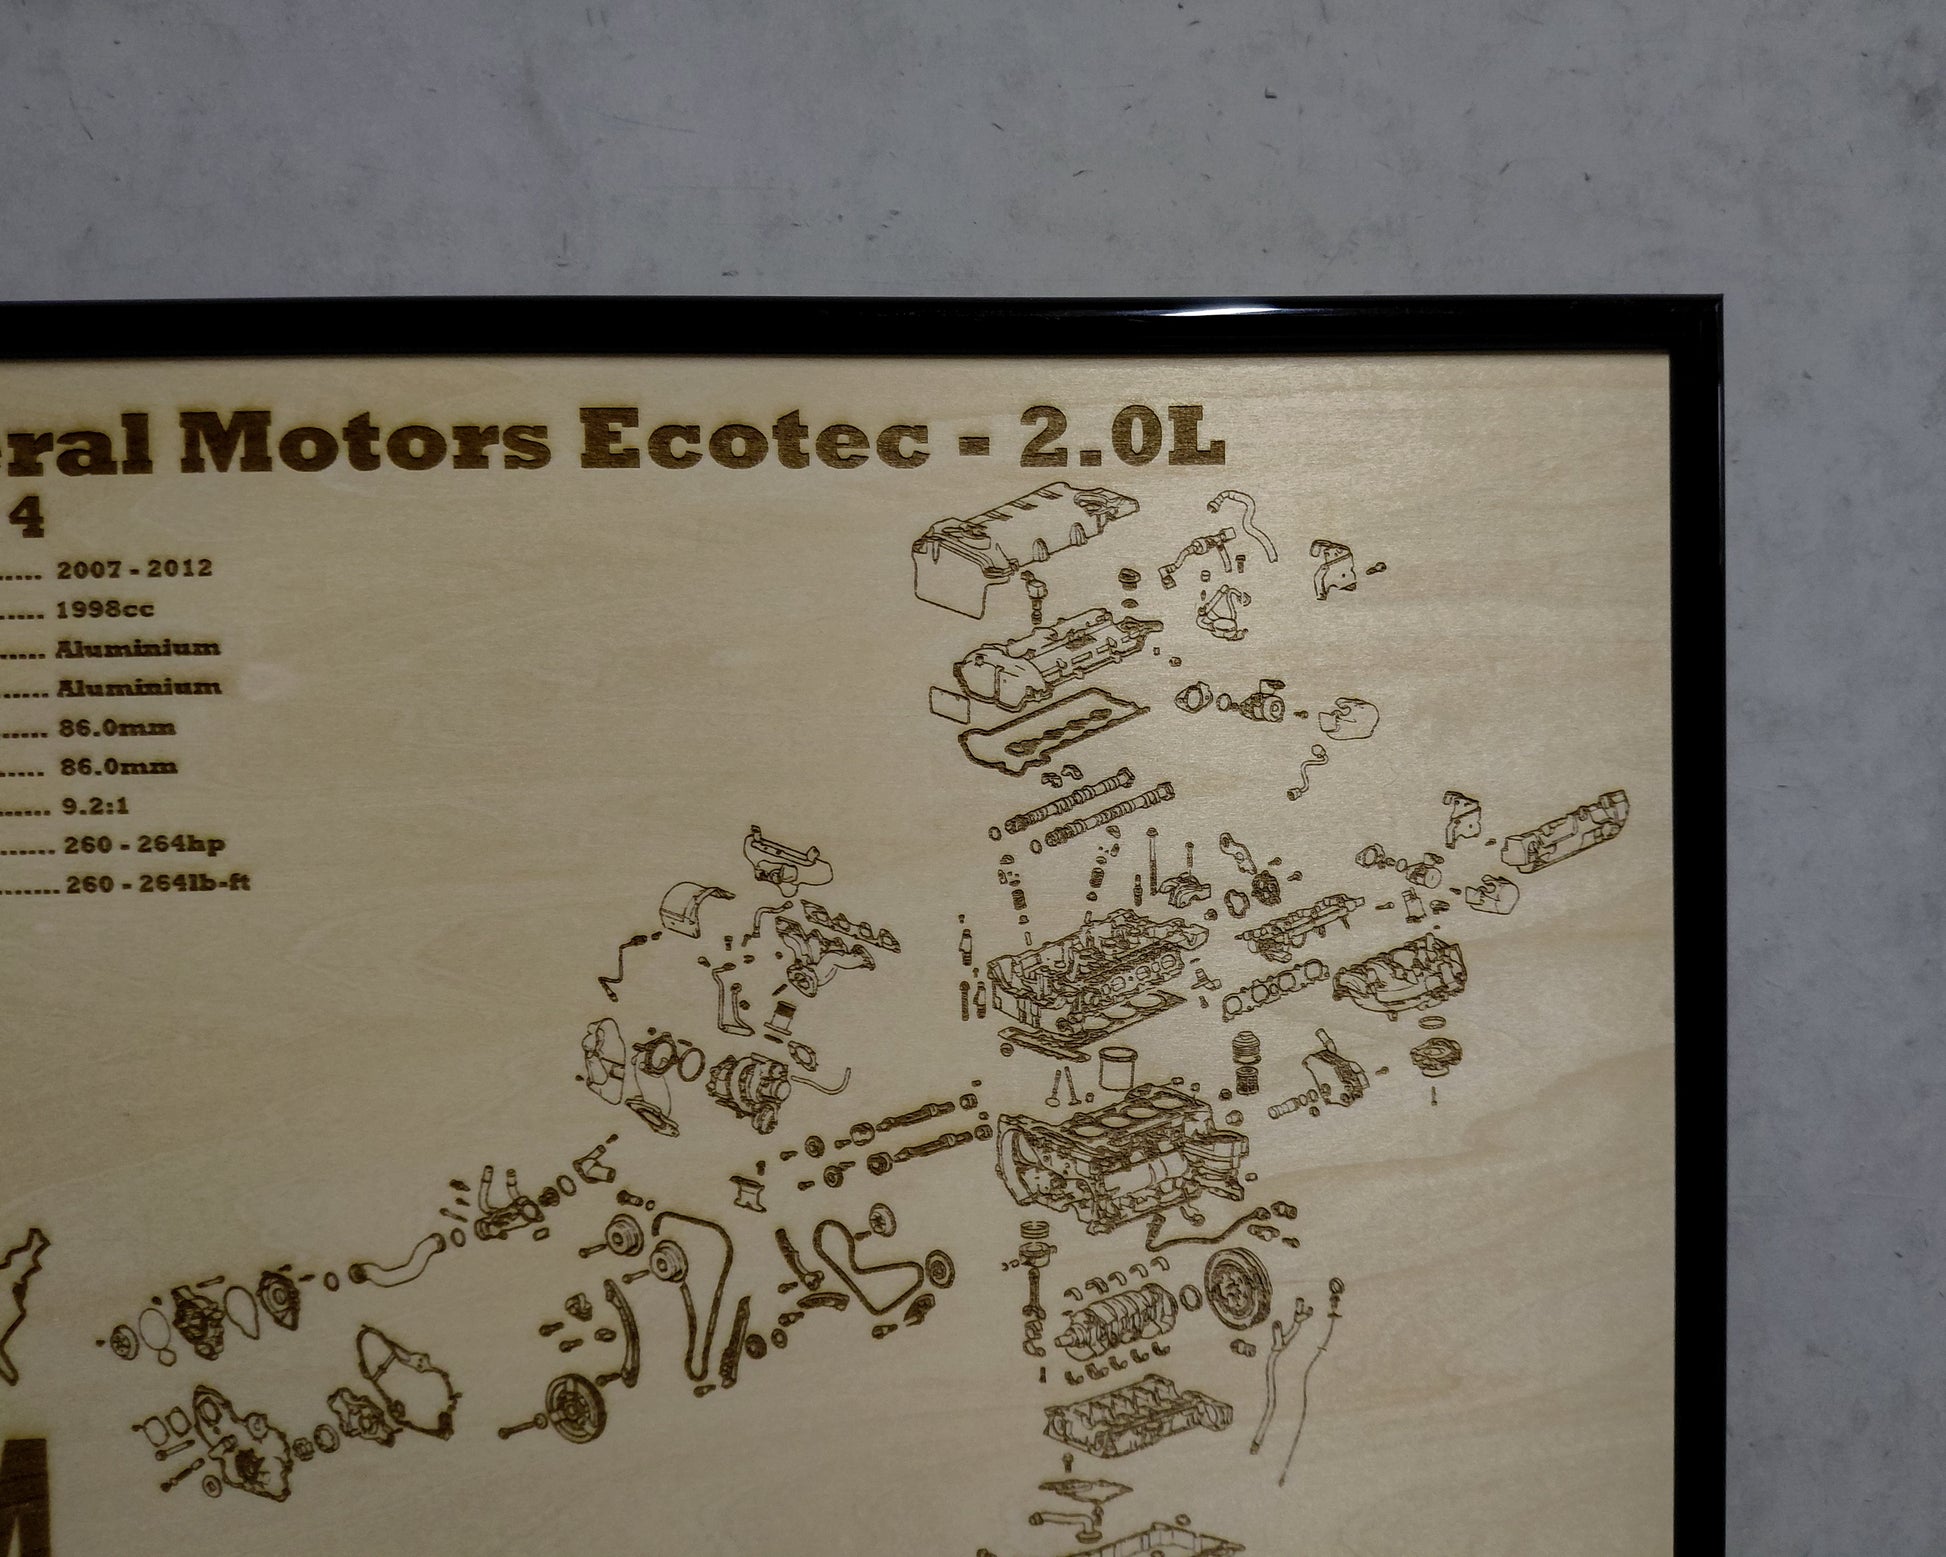 eral Motors Ecotec - 2.0L
4
..... 2007 - 2012
..... 1998cc
..... Aluminium
...... Aluminium
...... 86.0mm
..... 86.0mm
....... 9.2:1
....... 260 - 264hp
........ 260 - 264lb-ft
M